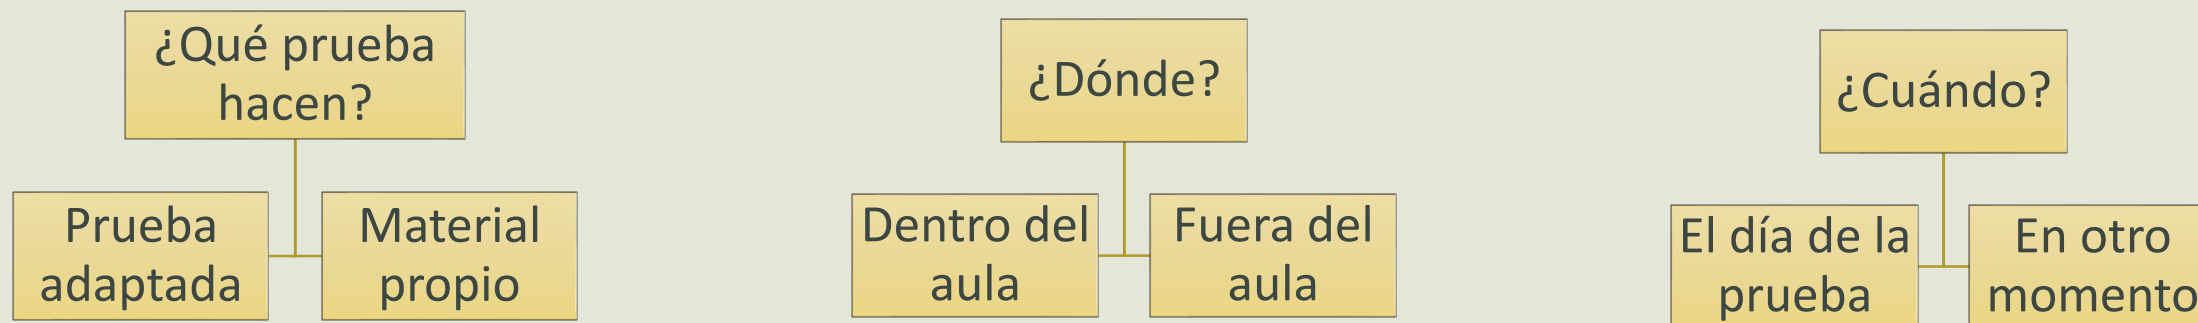 ¿Qué prueba
hacen?
Prueba
adaptada
Material
propio
¿Dónde?
Dentro del
aula
Fuera del
aula
¿Cuándo?
El día de la
prueba
En otro
momento